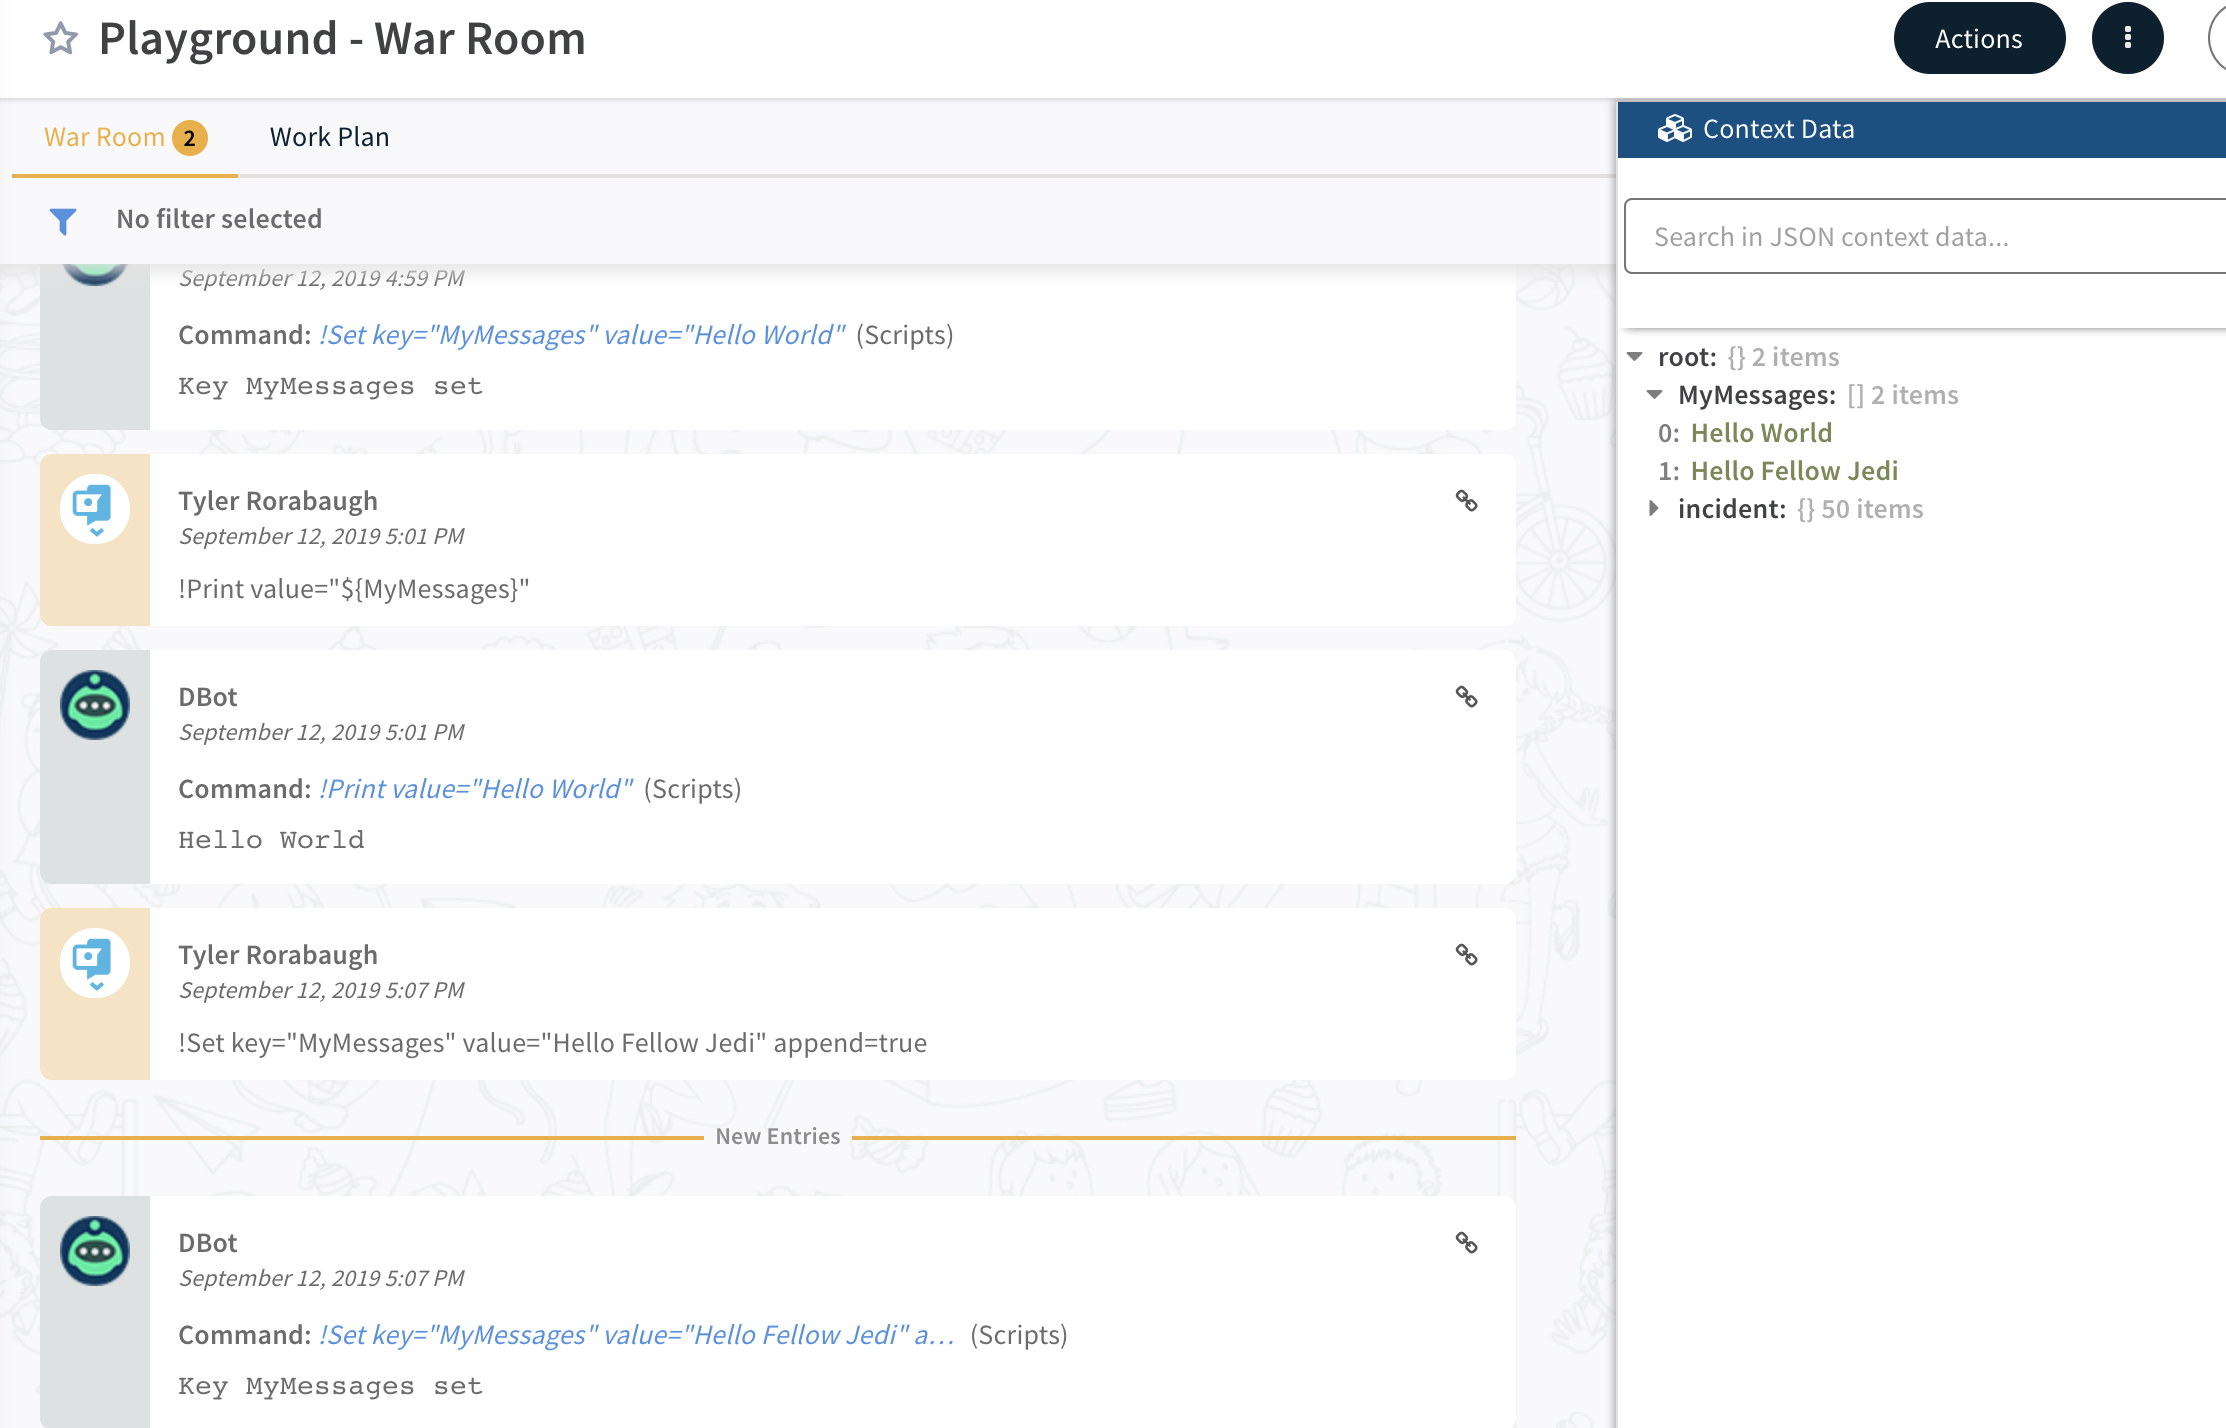 Playground - War Room
Actions
War Room 2
Work Plan
No filter selected
September 12, 2019 4:59 PM
Command: !Set key="MyMessages" value="Hello World" (Scripts)
Key MyMessages set
Tyler Rorabaugh
September 12, 2019 5:01 PM
!Print value="${MyMessages}"
DBot
September 12, 2019 5:01 PM
Command: !Print value="Hello World" (Scripts)
Hello World
Tyler Rorabaugh
September 12, 2019 5:07 PM
!Set key="MyMessages" value="Hello Fellow Jedi" append=true
New Entries
DBot
September 12, 2019 5:07 PM
Command: !Set key="MyMessages" value="Hello Fellow Jedi" a... (Scripts)
Key MyMessages set
Context Data
Search in JSON context data...
root: {} 2 items
MyMessages: [] 2 items
0: Hello World
1: Hello Fellow Jedi
incident: {} 50 items